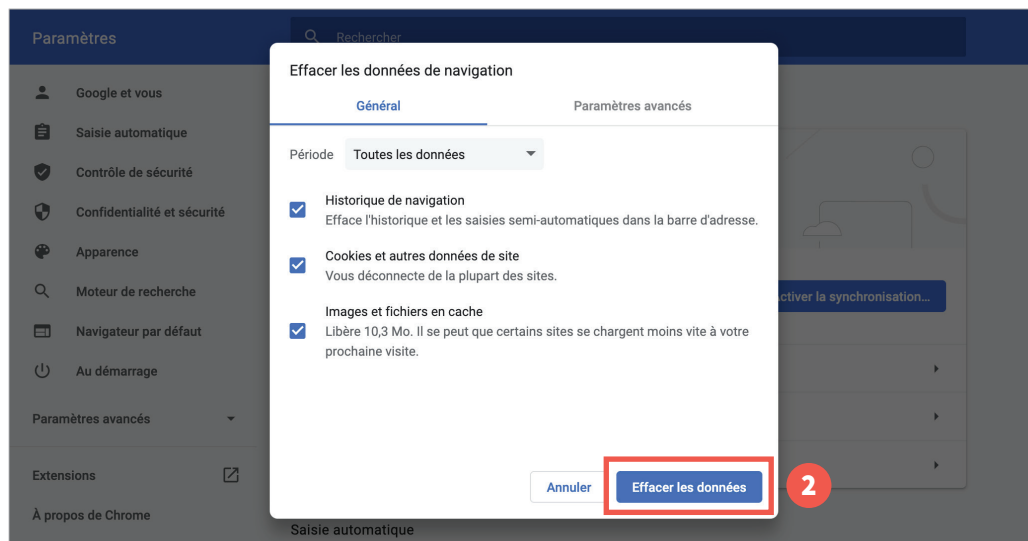 Paramètres
Rechercher
Google et vous
Saisie automatique
Contrôle de sécurité
Confidentialité et sécurité
Apparence
Moteur de recherche
Navigateur par défaut
Au démarrage
Paramètres avancés
Extensions
À propos de Chrome
Effacer les données de navigation
Général
Paramètres avancés
Période
Toutes les données
Historique de navigation
Efface l'historique et les saisies semi-automatiques dans la barre d'adresse.
Cookies et autres données de site
Vous déconnecte de la plupart des sites.
Images et fichiers en cache
Libère 10,3 Mo. Il se peut que certains sites se chargent moins vite à votre
prochaine visite.
Annuler
Effacer les données
2
ctiver la synchronisation...
Saisie automatique